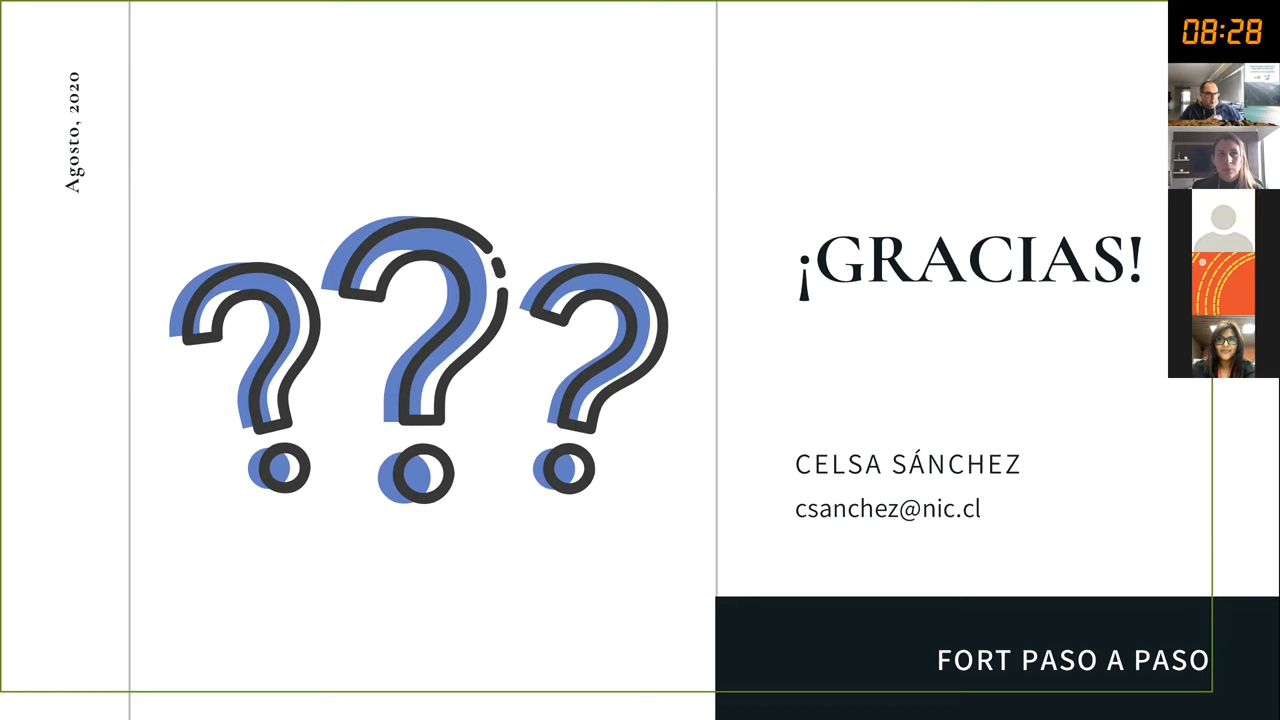 Agosto, 2020
¡GRACIAS!
CELSA SÁNCHEZ
csanchez@nic.cl
FORT PASO A PASO
08:28